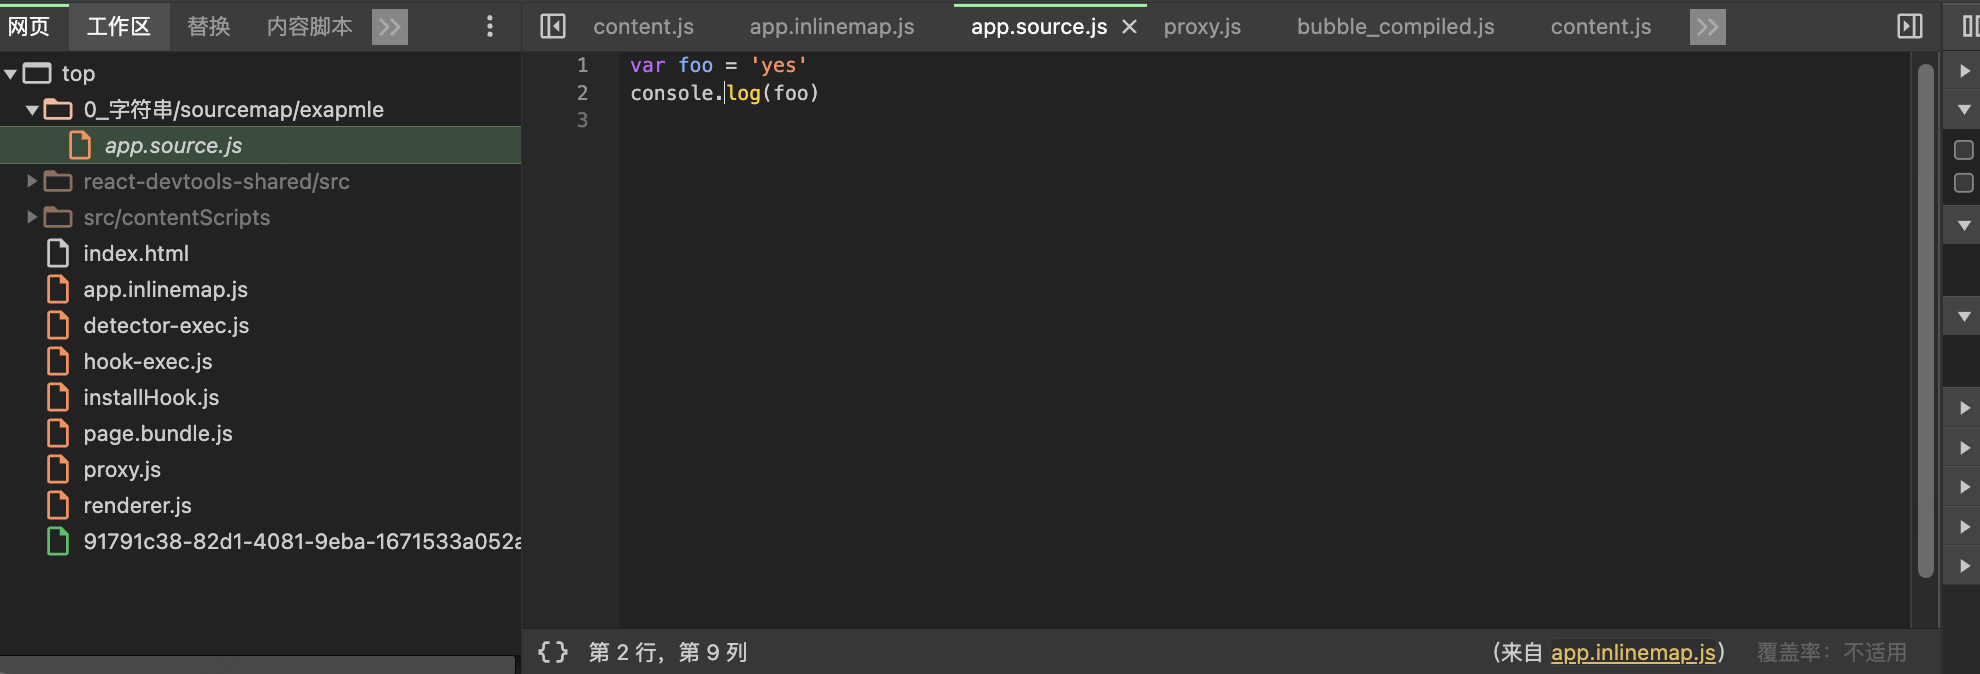 网页 工作区 替换 内容脚本
content.js app.inlinemap.js app.source.js proxy.js bubble_compiled.js content.js
top
0_字符串/sourcemap/exapmle
app.source.js
react-devtools-shared/src
src/contentScripts
index.html
app.inlinemap.js
detector-exec.js
hook-exec.js
installHook.js
page.bundle.js
proxy.js
renderer.js
91791c38-82d1-4081-9eba-1671533a052a
1 var foo = 'yes'
2 console.log(foo)
3
{} 第 2 行，第 9 列 (来自 app.inlinemap.js) 覆盖率：不适用